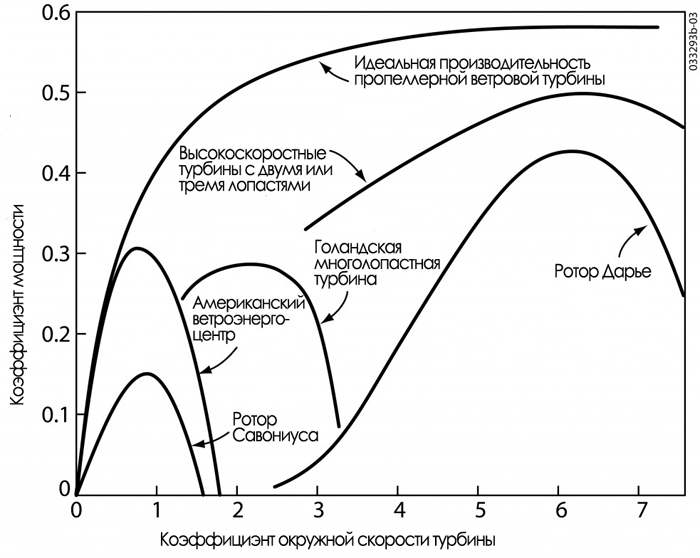 0.6
033293b-03
Идеальная производительность
пропеллерной ветровой турбины
0.5
Высокоскоростные
турбины с двумя или
тремя лопастями
0.4
Коэффициэнт мощности
0.3
Голандская
многолопастная
турбина
Ротор Дарье
Американский
ветроэнерго-
центр
0.2
0.1
Ротор
Савониуса
0
0 1 2 3 4 5 6 7
Коэффициэнт окружной скорости турбины